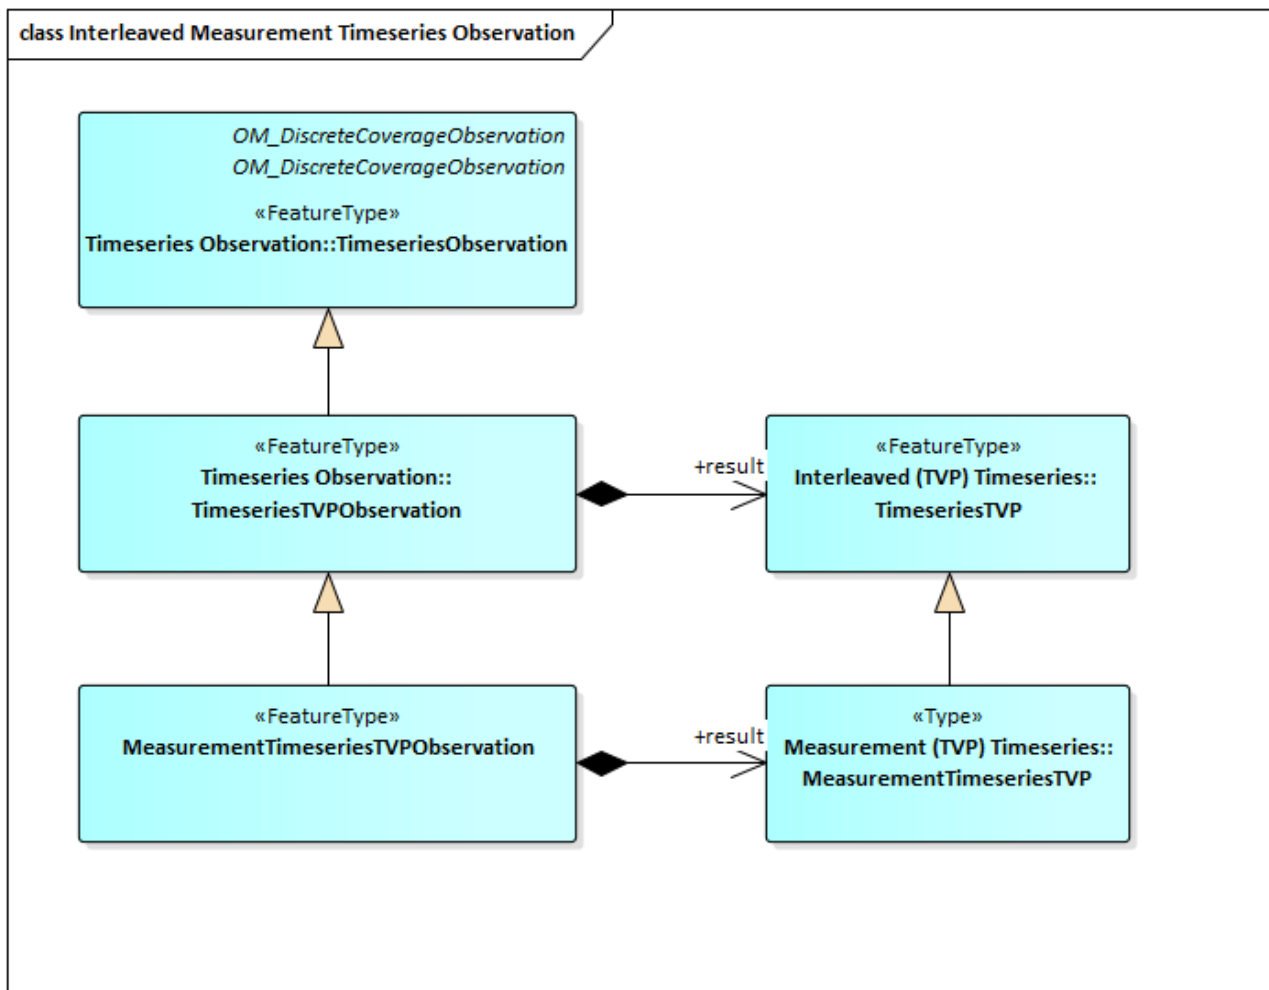 class Interleaved Measurement Timeseries Observation
OM_DiscreteCoverageObservation
OM_DiscreteCoverageObservation
«FeatureType»
Timeseries Observation::TimeseriesObservation
«FeatureType»
Timeseries Observation::
TimeseriesTVPObservation
+result
«FeatureType»
Interleaved (TVP) Timeseries::
TimeseriesTVP
«FeatureType»
MeasurementTimeseriesTVPObservation
+result
«Type»
Measurement (TVP) Timeseries::
MeasurementTimeseriesTVP